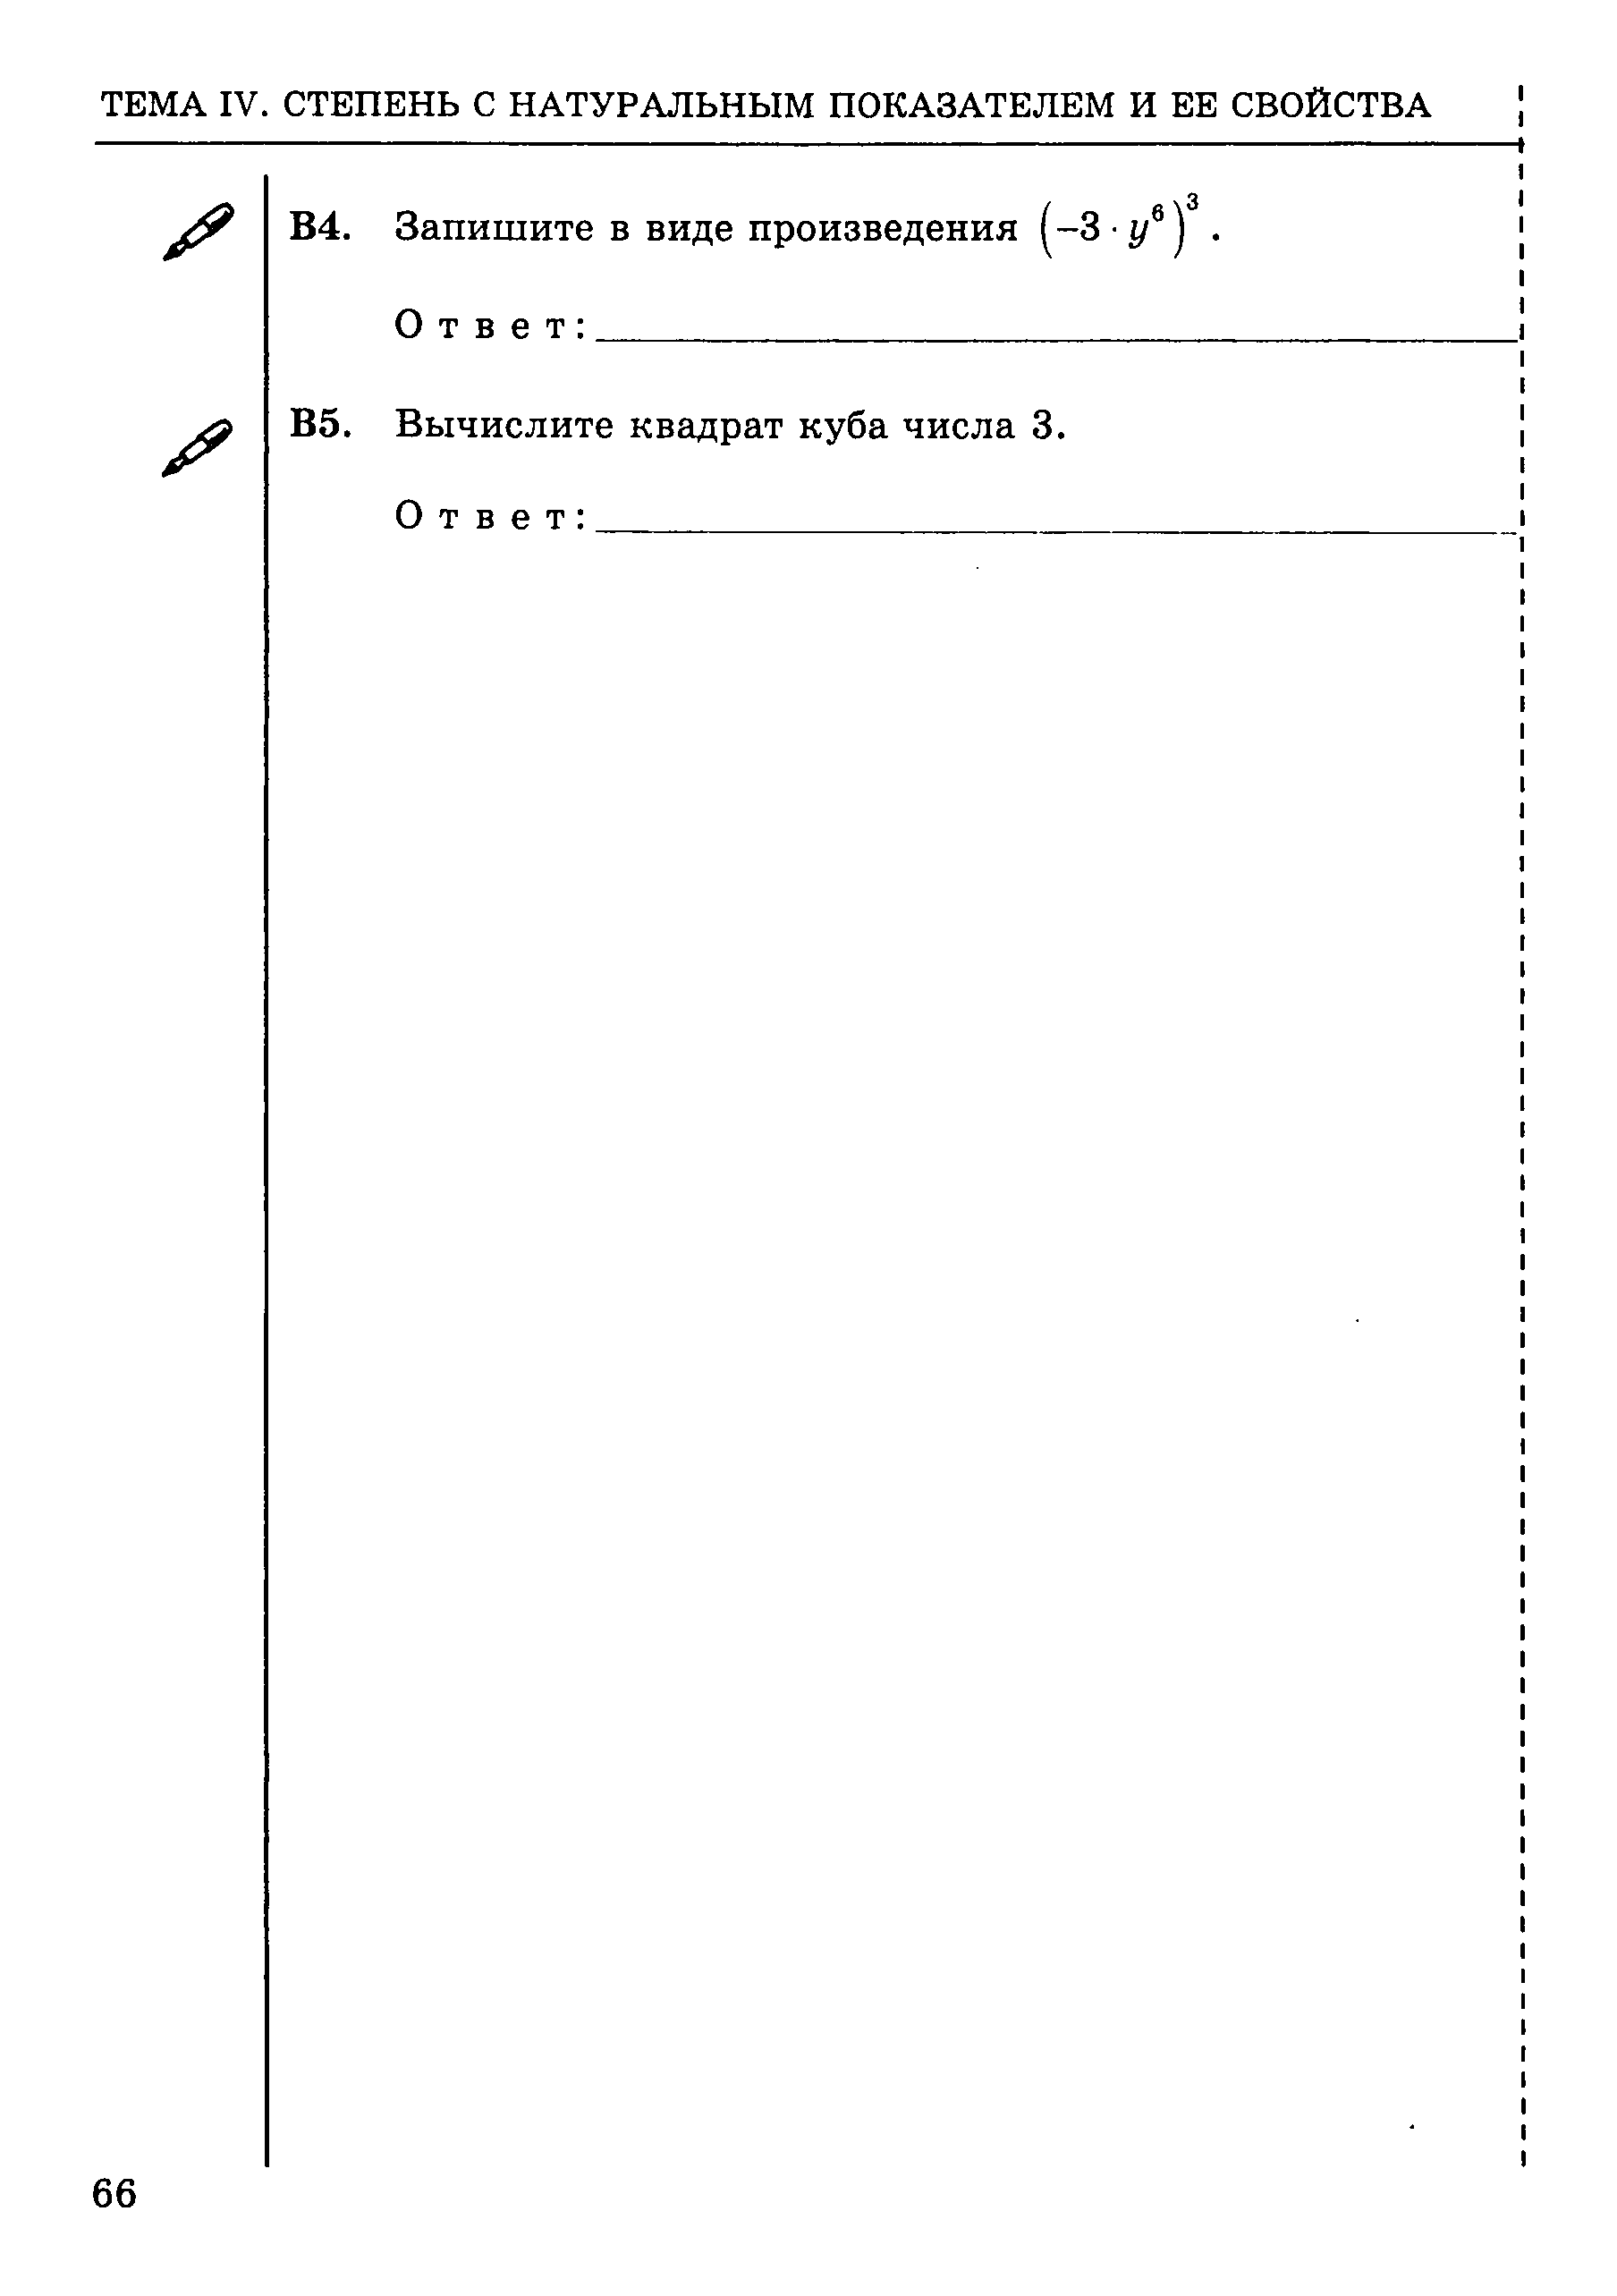 ТЕМА IV. СТЕПЕНЬ С НАТУРАЛЬНЫМ ПОКАЗАТЕЛЕМ И ЕЕ СВОЙСТВА
В4. Запишите в виде произведения (−3 · y⁶)³.
Ответ:
В5. Вычислите квадрат куба числа 3.
Ответ:
66